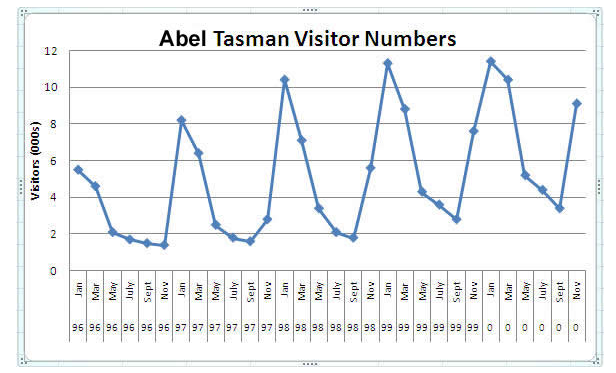 Abel Tasman Visitor Numbers
Visitors (000s)
12
10
8
6
4
2
0
Jan Mar May July Sept Nov Jan Mar May July Sept Nov Jan Mar May July Sept Nov Jan Mar May July Sept Nov Jan Mar May July Sept Nov
96 96 96 96 96 96 97 97 97 97 97 97 98 98 98 98 98 98 99 99 99 99 99 99 0 0 0 0 0 0